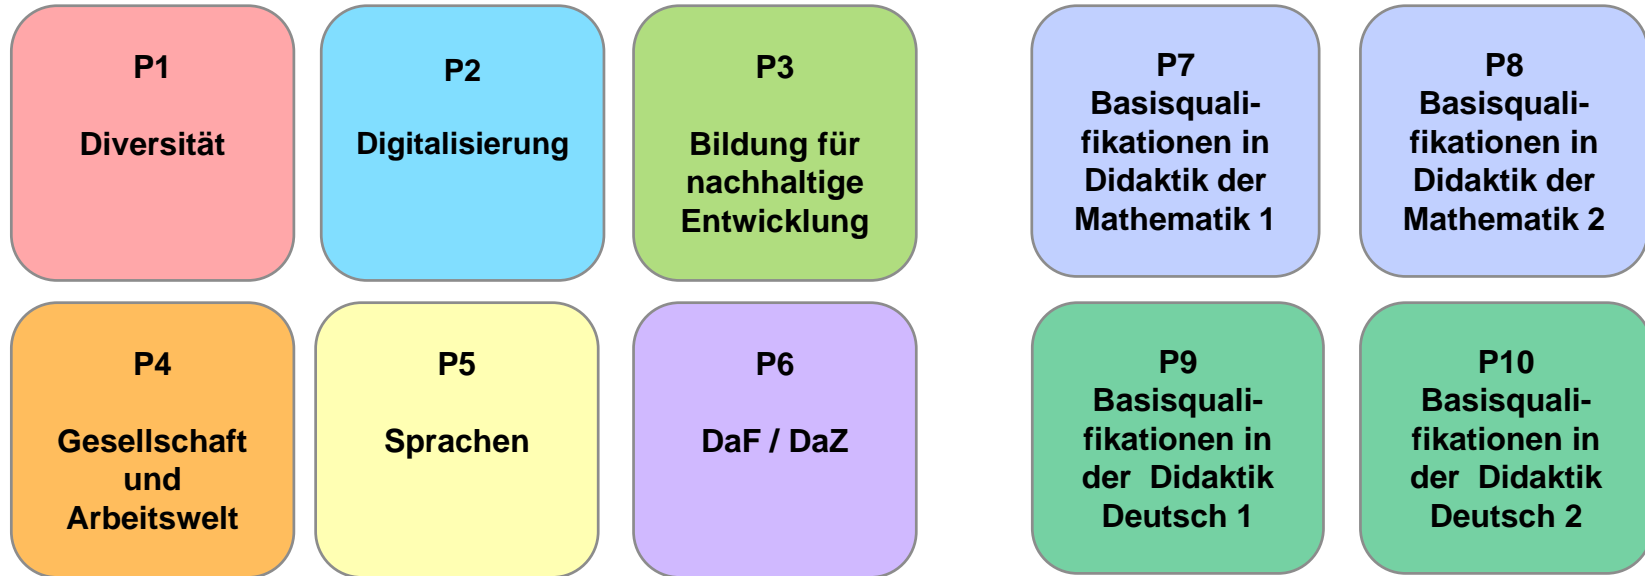 P1
Diversität
P2
Digitalisierung
P3
Bildung für
nachhaltige
Entwicklung
P7
Basisquali-
fikationen in
Didaktik der
Mathematik 1
P8
Basisquali-
fikationen in
Didaktik der
Mathematik 2
P4
Gesellschaft
und
Arbeitswelt
P5
Sprachen
P6
DaF / DaZ
P9
Basisquali-
fikationen in
der  Didaktik
Deutsch 1
P10
Basisquali-
fikationen in
der  Didaktik
Deutsch 2